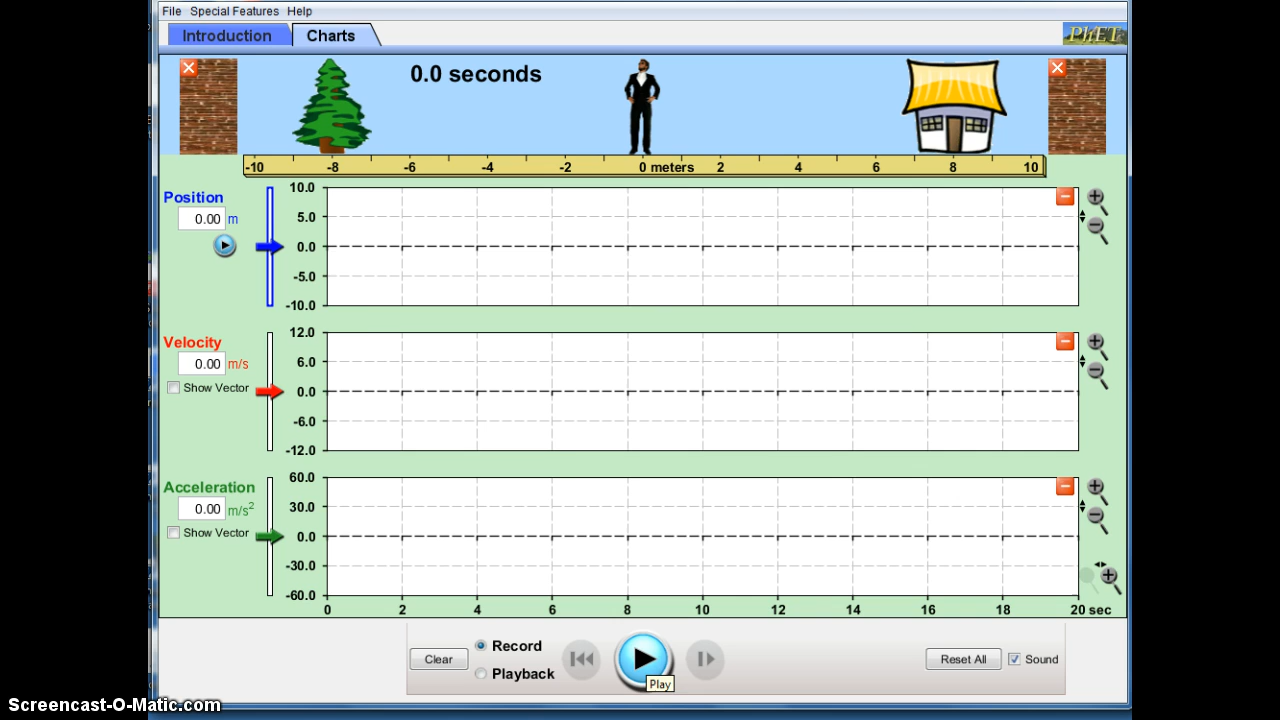 File Special Features Help
Introduction Charts PhET
0.0 seconds
-10 -8 -6 -4 -2 0 meters 2 4 6 8 10
Position
0.00 m
10.0
5.0
0.0
-5.0
-10.0
Velocity
0.00 m/s
Show Vector
12.0
6.0
0.0
-6.0
-12.0
Acceleration
0.00 m/s²
Show Vector
60.0
30.0
0.0
-30.0
-60.0
0 2 4 6 8 10 12 14 16 18 20 sec
Clear
Record
Playback
Play
Reset All
Sound
Screencast-O-Matic.com